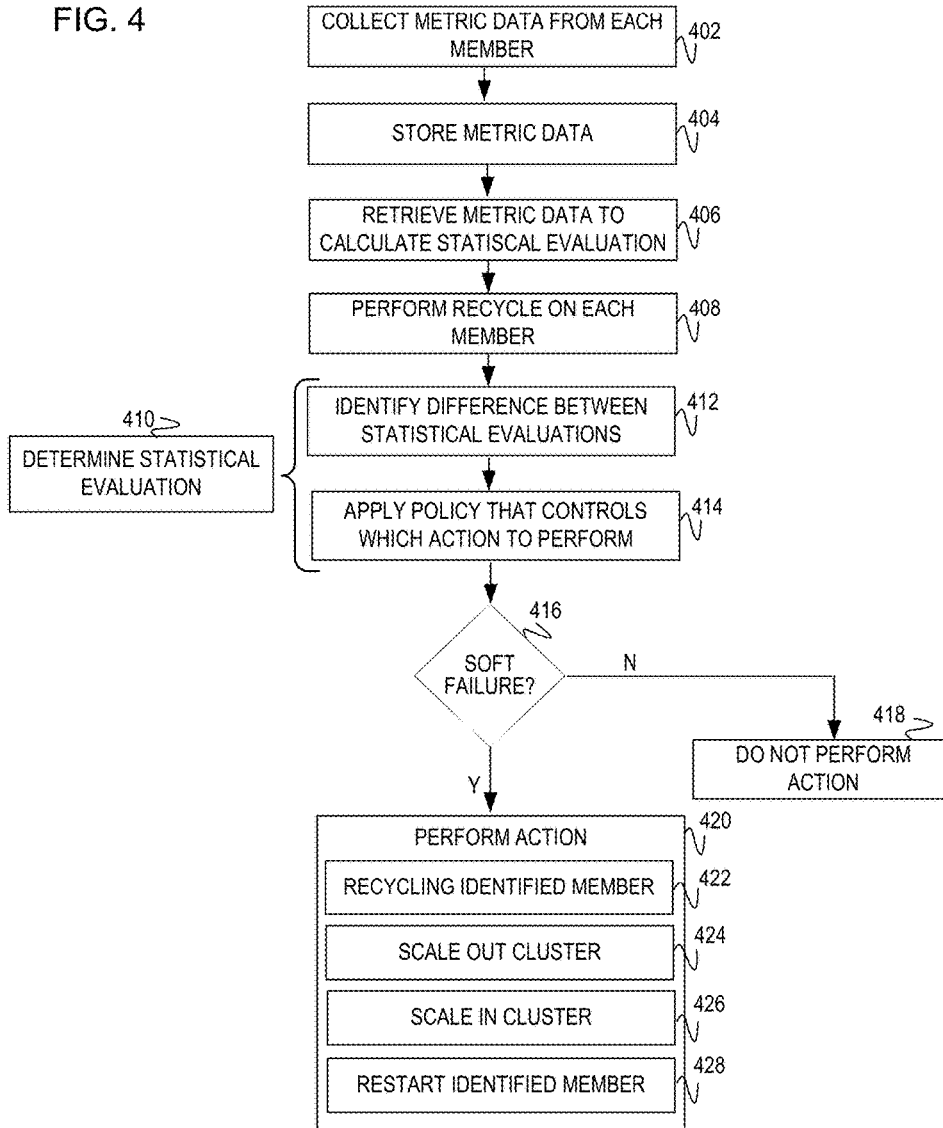 FIG. 4
COLLECT METRIC DATA FROM EACH
MEMBER
402
STORE METRIC DATA
404
RETRIEVE METRIC DATA TO
CALCULATE STATISCAL EVALUATION
406
PERFORM RECYCLE ON EACH
MEMBER
408
410
DETERMINE STATISTICAL
EVALUATION
IDENTIFY DIFFERENCE BETWEEN
STATISTICAL EVALUATIONS
412
APPLY POLICY THAT CONTROLS
WHICH ACTION TO PERFORM
414
416
SOFT
FAILURE?
N
418
DO NOT PERFORM
ACTION
Y
PERFORM ACTION
420
RECYCLING IDENTIFIED MEMBER
422
SCALE OUT CLUSTER
424
SCALE IN CLUSTER
426
RESTART IDENTIFIED MEMBER
428